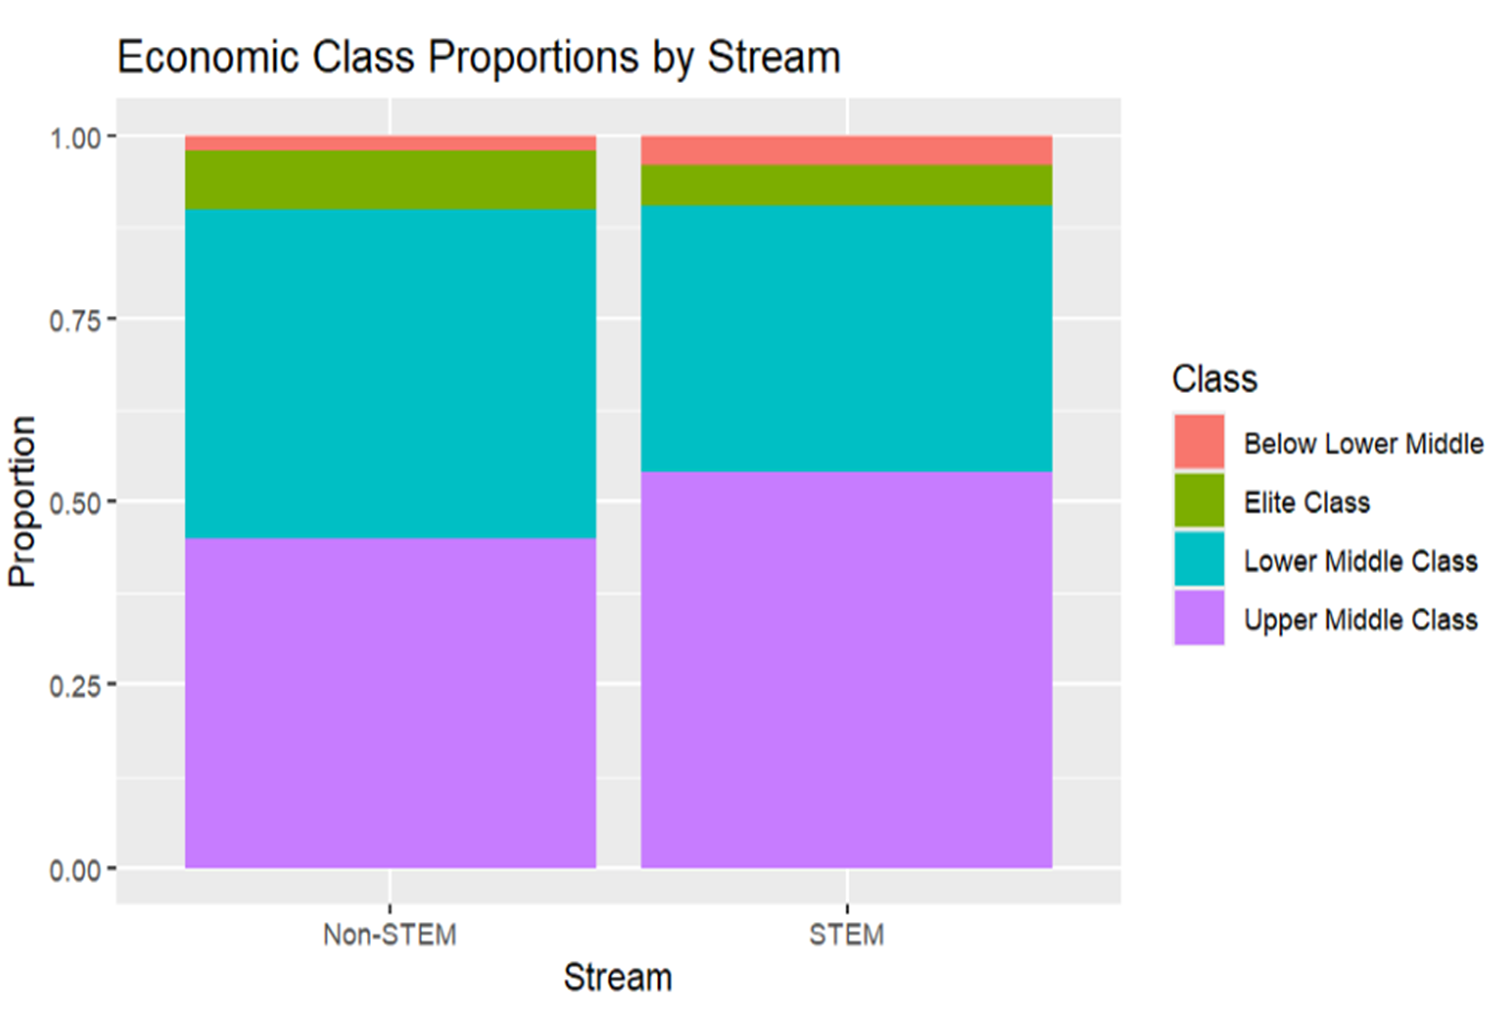 Economic Class Proportions by Stream
1.00
0.75
0.50
0.25
0.00
Proportion
Non-STEM
STEM
Stream
Class
Below Lower Middle
Elite Class
Lower Middle Class
Upper Middle Class